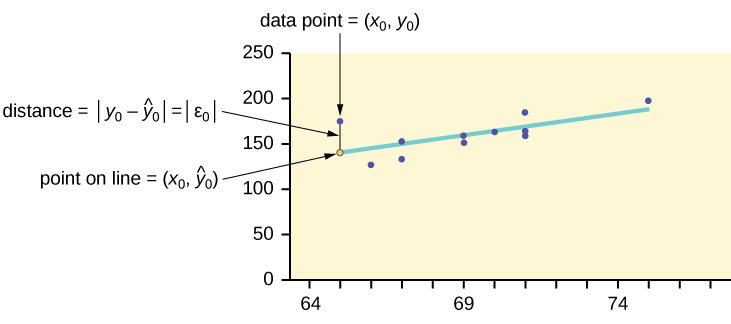 data point = (x₀, y₀)
distance = |y₀ – ŷ₀| = |ε₀|
point on line = (x₀, ŷ₀)
250
200
150
100
50
0
64 69 74